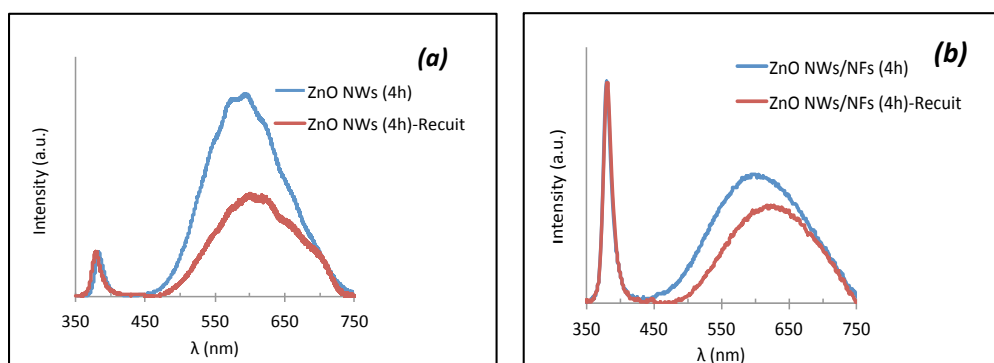 (a)
ZnO NWs (4h)
ZnO NWs (4h)-Recuit
Intensity (a.u.)
350 450 550 650 750
λ (nm)
(b)
ZnO NWs/NFs (4h)
ZnO NWs/NFs (4h)-Recuit
Intensity (a.u.)
350 450 550 650 750
λ (nm)